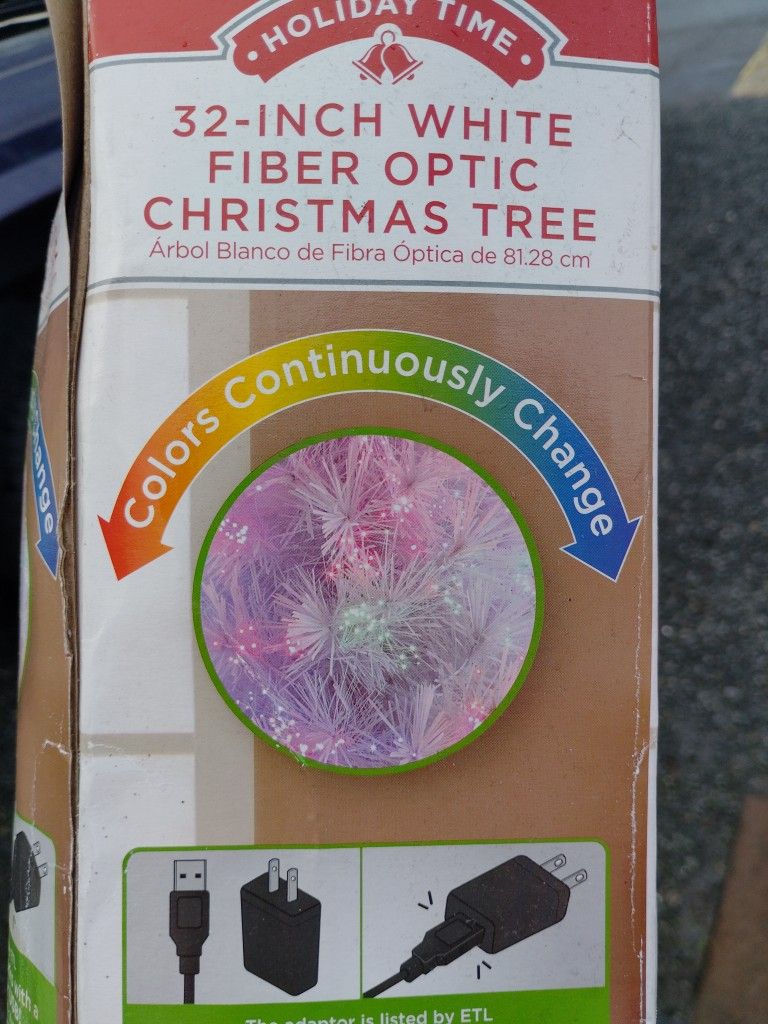 HOLIDAY TIME
32-INCH WHITE
FIBER OPTIC
CHRISTMAS TREE
Árbol Blanco de Fibra Óptica de 81.28 cm
Colors Continuously Change
The adaptor is listed by ETL
with a